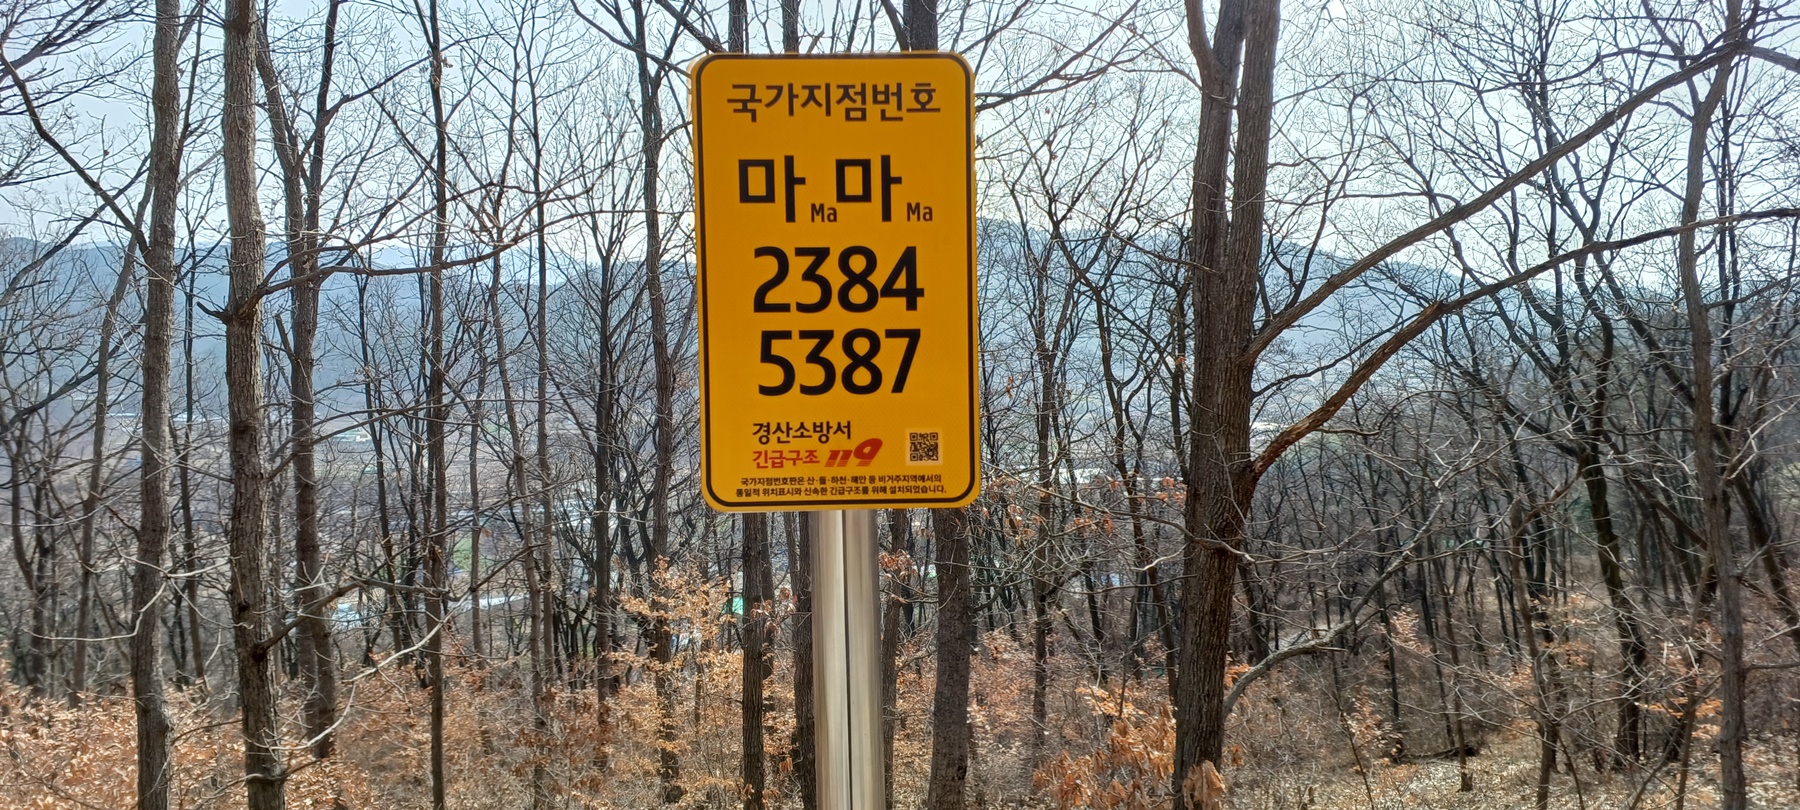 국가지점번호
마Ma마Ma
2384
5387
경산소방서
긴급구조 119
국가지점번호판은 산·들·하천·해안 등 비거주지역에서의
통일적 위치표시와 신속한 긴급구조를 위해 설치되었습니다.